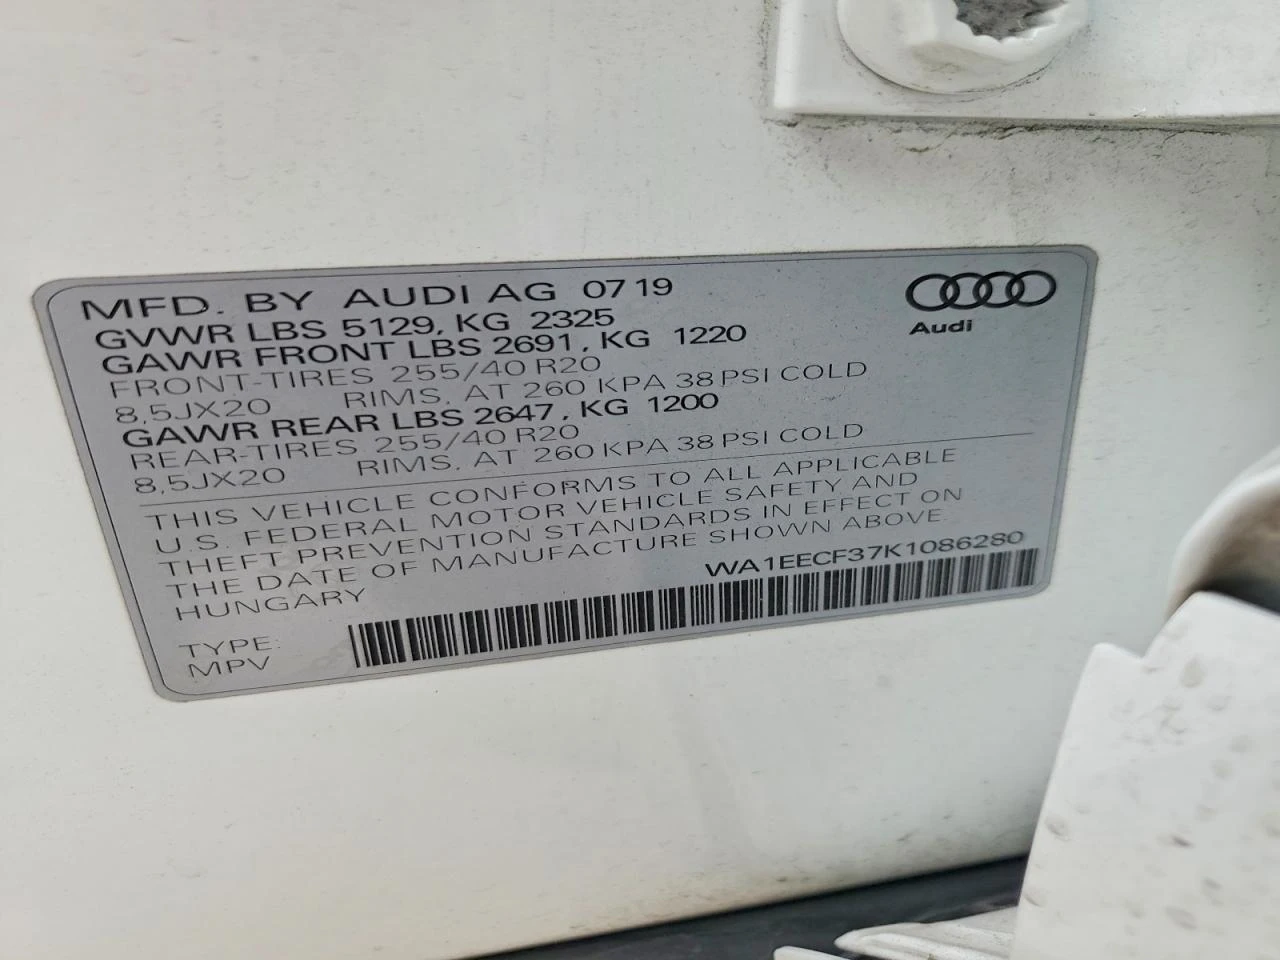 MFD. BY AUDI AG 0719
Audi
GVWR LBS 5129, KG 2325
GAWR FRONT LBS 2691, KG 1220
FRONT-TIRES 255/40 R20
8,5JX20 RIMS, AT 260 KPA 38 PSI COLD
GAWR REAR LBS 2647, KG 1200
REAR-TIRES 255/40 R20
8,5JX20 RIMS, AT 260 KPA 38 PSI COLD
THIS VEHICLE CONFORMS TO ALL APPLICABLE
U.S. FEDERAL MOTOR VEHICLE SAFETY AND
THEFT PREVENTION STANDARDS IN EFFECT ON
THE DATE OF MANUFACTURE SHOWN ABOVE.
HUNGARY
WA1EECF37K1086280
TYPE:
MPV